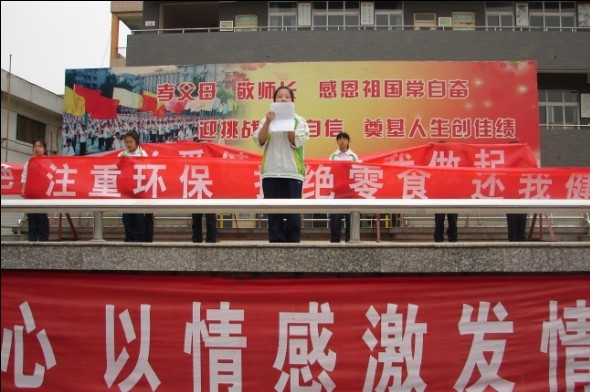 孝父母 敬师长 感恩祖国常自奋
迎挑战 自信 奠基人生创佳绩
做起
注重环保 绝零食 还我健
心 以情感激发情